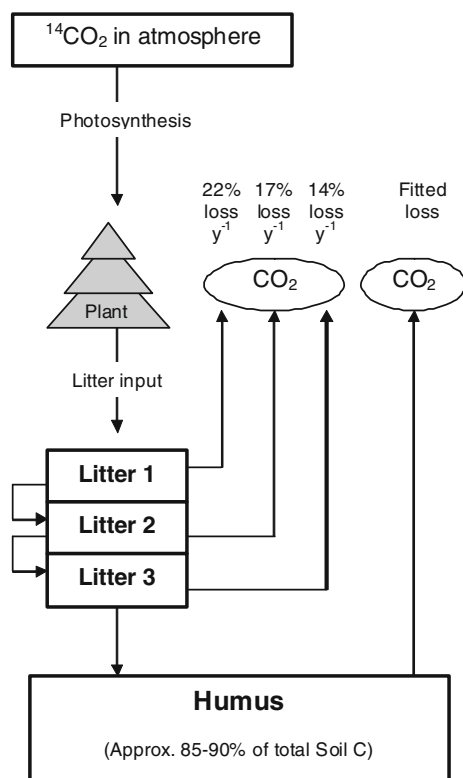 ¹⁴CO₂ in atmosphere
Photosynthesis
22% 17% 14% Fitted
loss loss loss loss
y⁻¹ y⁻¹ y⁻¹
CO₂ CO₂
Plant
Litter input
Litter 1
Litter 2
Litter 3
Humus
(Approx. 85-90% of total Soil C)